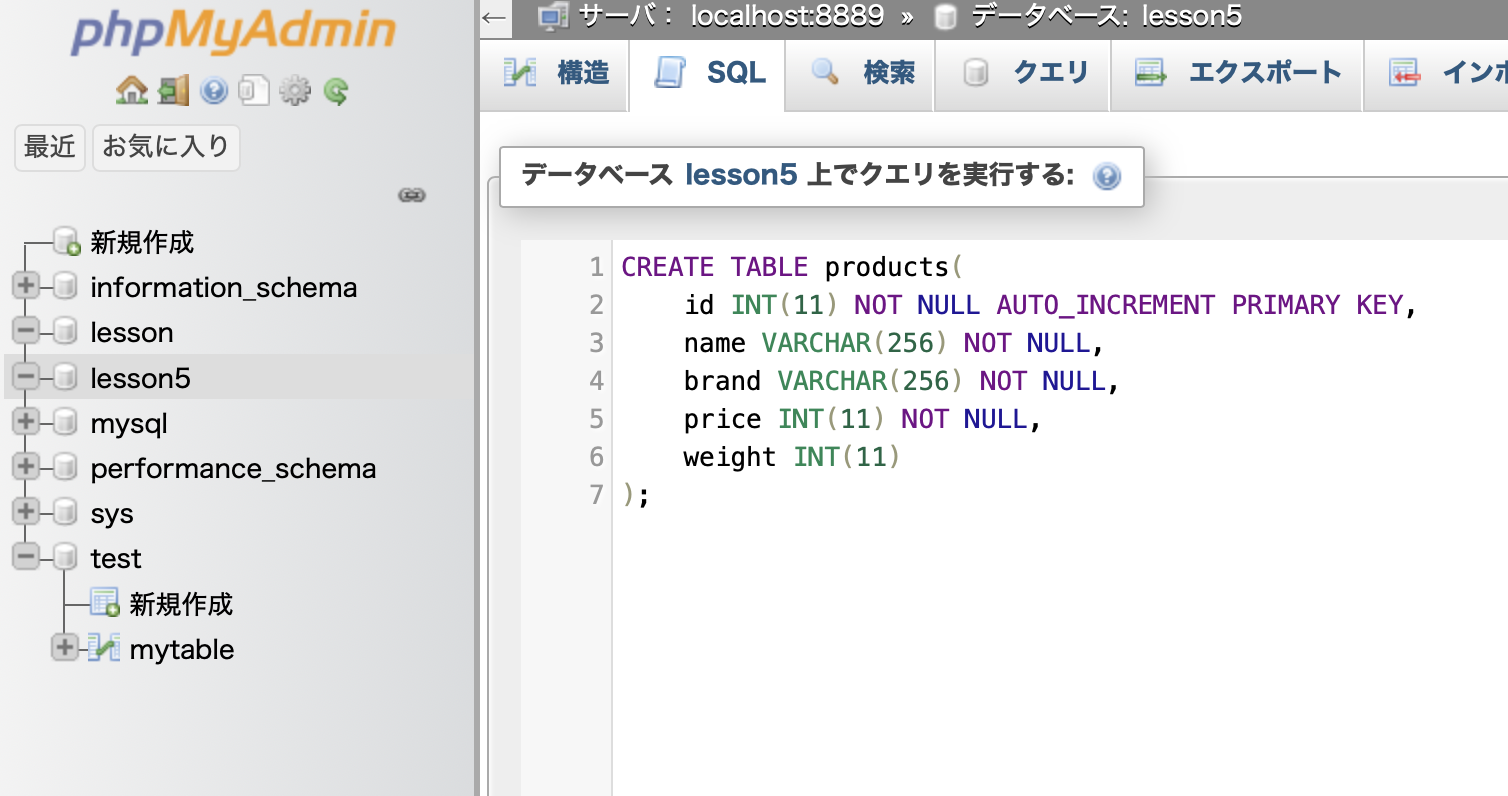 phpMyAdmin
最近 お気に入り
新規作成
information_schema
lesson
lesson5
mysql
performance_schema
sys
test
新規作成
mytable
← サーバ: localhost:8889 » データベース: lesson5
構造 SQL 検索 クエリ エクスポート インポ
データベース lesson5 上でクエリを実行する:
1 CREATE TABLE products(
2 id INT(11) NOT NULL AUTO_INCREMENT PRIMARY KEY,
3 name VARCHAR(256) NOT NULL,
4 brand VARCHAR(256) NOT NULL,
5 price INT(11) NOT NULL,
6 weight INT(11)
7 );